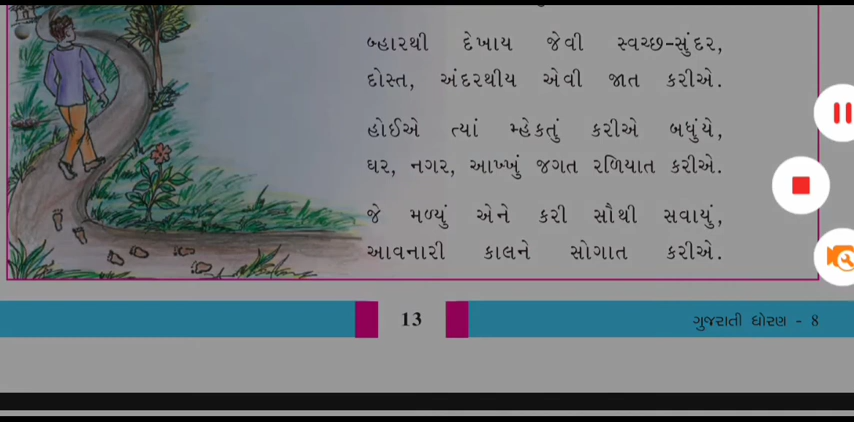 બ્હારથી દેખાય જેવી સ્વચ્છ-સુંદર,
દોસ્ત, અંદરથીય એવી જાત કરીએ.
હોઈએ ત્યાં મ્હેકતું કરીએ બધુંયે,
ઘર, નગર, આખ્ખું જગત રળિયાત કરીએ.
જે મળ્યું એને કરી સૌથી સવાયું,
આવનારી કાલને સોગાત કરીએ.
13
ગુજરાતી ધોરણ - 8